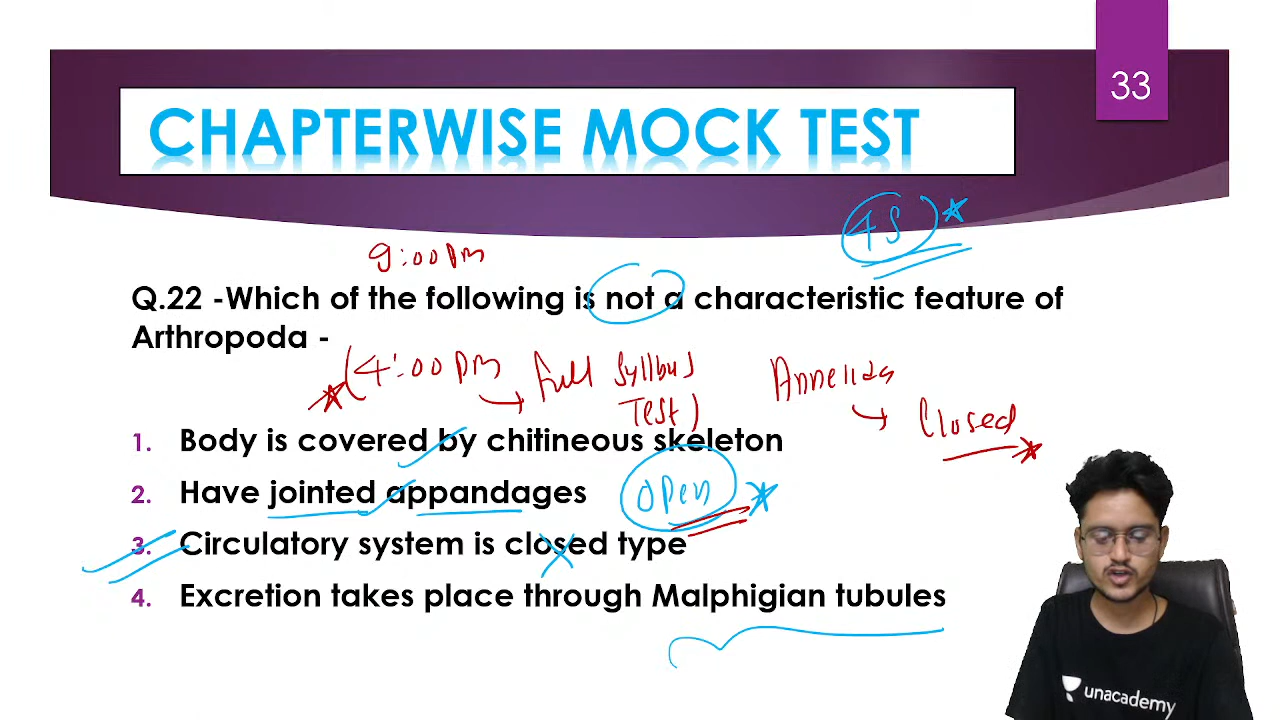 33
CHAPTERWISE MOCK TEST
4S
9:00 Pm
Q.22 -Which of the following is not a characteristic feature of
Arthropoda -
(4:00 Pm → Full Syllbus
Test)
Annelida
→ Closed
1. Body is covered by chitineous skeleton
2. Have jointed appandages
open
3. Circulatory system is closed type
4. Excretion takes place through Malphigian tubules
unacademy